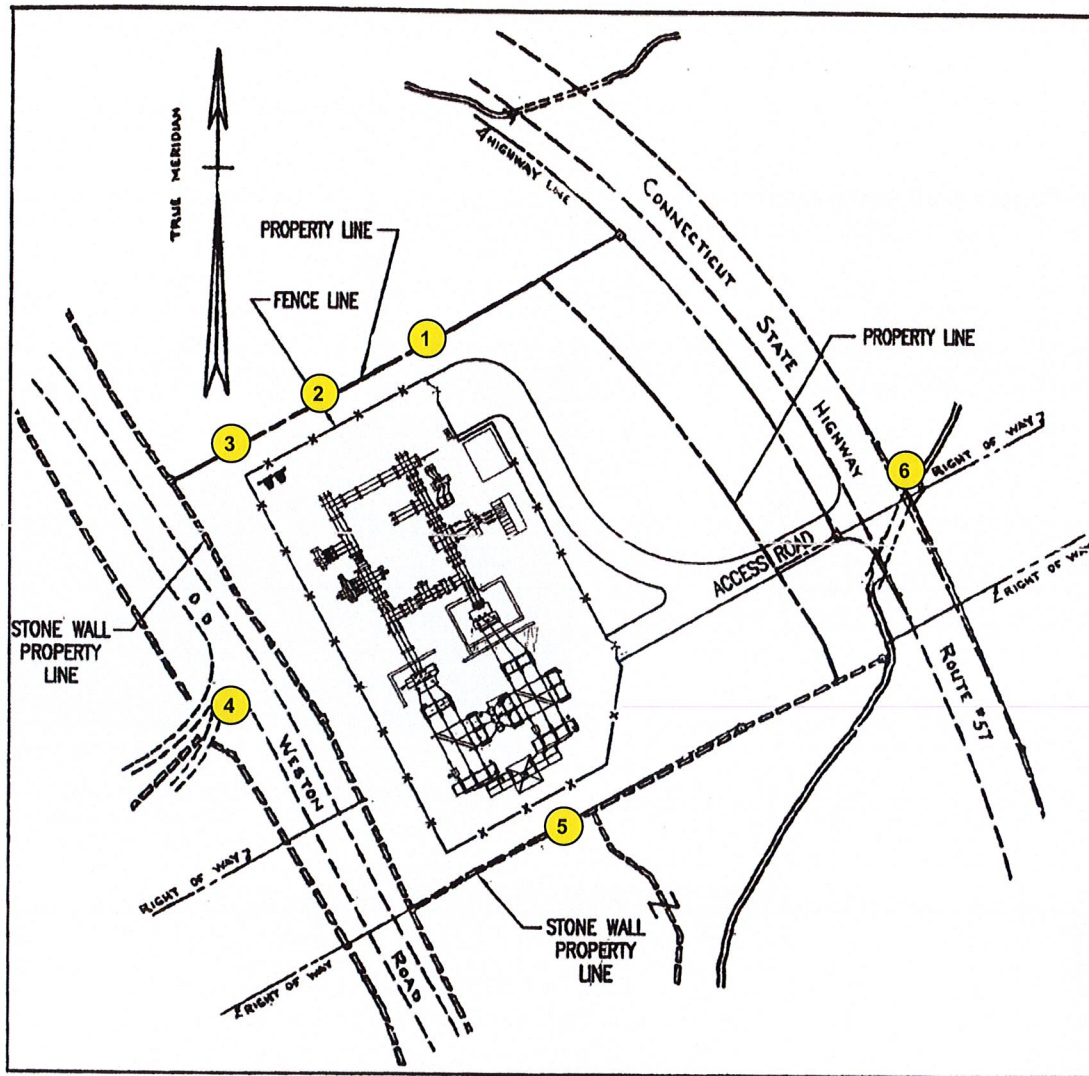 TRUE MERIDIAN
HIGHWAY LINE
CONNECTICUT
STATE
HIGHWAY
ROUTE #57
PROPERTY LINE
FENCE LINE
1
2
3
PROPERTY LINE
6
RIGHT OF WAY
RIGHT OF WAY
ACCESS ROAD
STONE WALL
PROPERTY
LINE
OLD
WESTON
ROAD
4
5
RIGHT OF WAY
RIGHT OF WAY
STONE WALL
PROPERTY
LINE